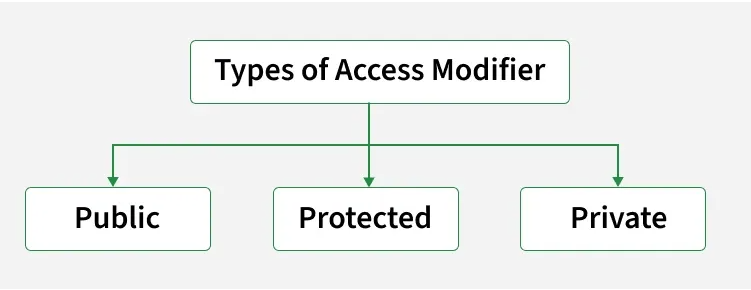 Types of Access Modifier
Public
Protected
Private